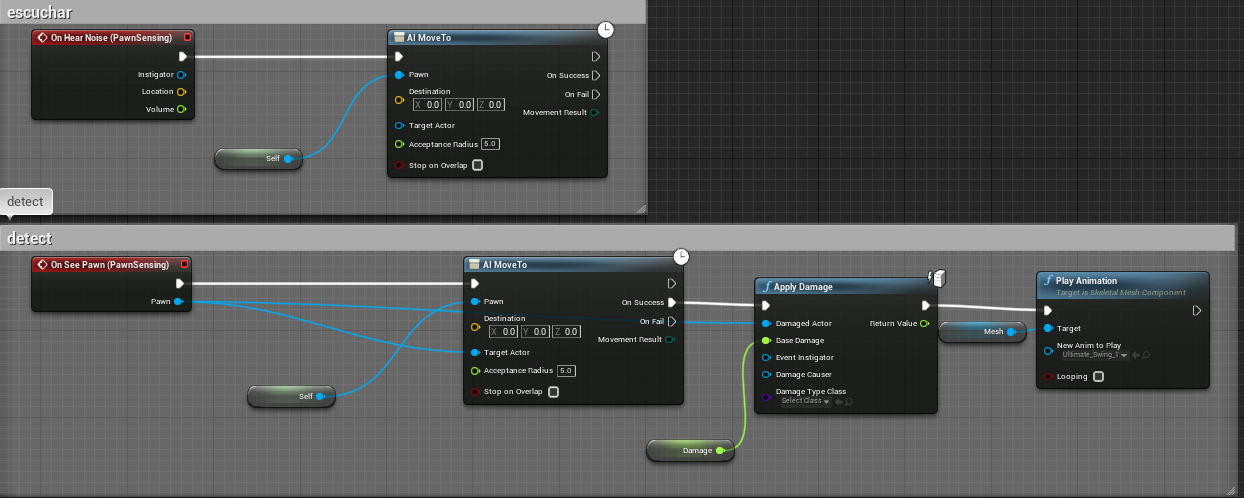 escuchar
On Hear Noise (PawnSensing)
Instigator
Location
Volume
Self
AI MoveTo
Pawn
On Success
Destination
On Fail
X 0.0 Y 0.0 Z 0.0
Movement Result
Target Actor
Acceptance Radius 5.0
Stop on Overlap
detect
detect
On See Pawn (PawnSensing)
Pawn
Self
AI MoveTo
Pawn
On Success
Destination
On Fail
X 0.0 Y 0.0 Z 0.0
Movement Result
Target Actor
Acceptance Radius 5.0
Stop on Overlap
Damage
f Apply Damage
Damaged Actor
Return Value
Base Damage
Event Instigator
Damage Causer
Damage Type Class
Select Class
Mesh
f Play Animation
Target is Skeletal Mesh Component
Target
New Anim to Play
Looping